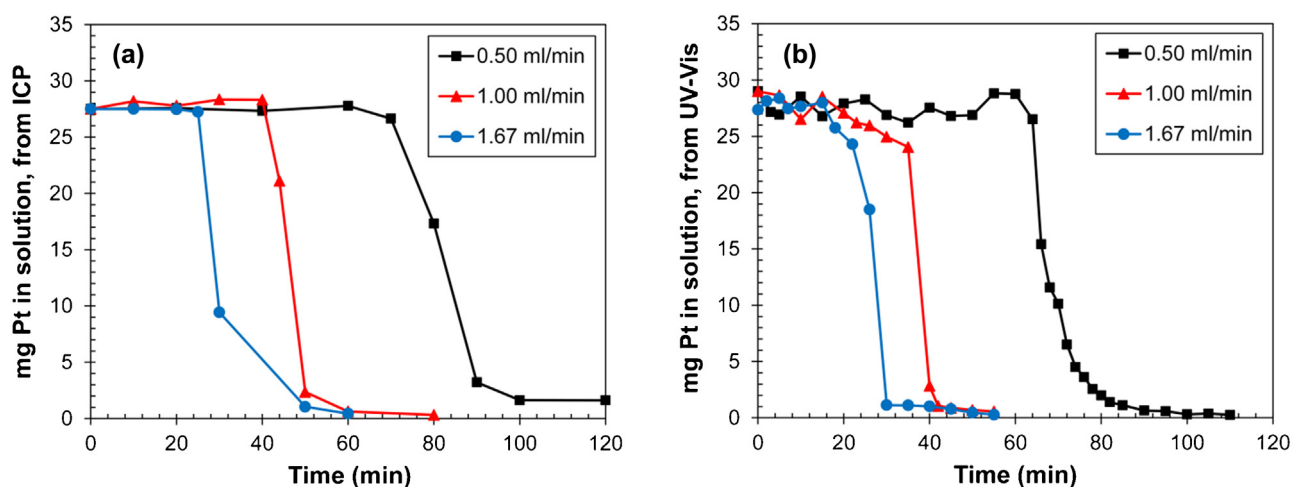 (a)
0.50 ml/min
1.00 ml/min
1.67 ml/min
mg Pt in solution, from ICP
35
30
25
20
15
10
5
0
0 20 40 60 80 100 120
Time (min)
(b)
0.50 ml/min
1.00 ml/min
1.67 ml/min
mg Pt in solution, from UV-Vis
35
30
25
20
15
10
5
0
0 20 40 60 80 100 120
Time (min)